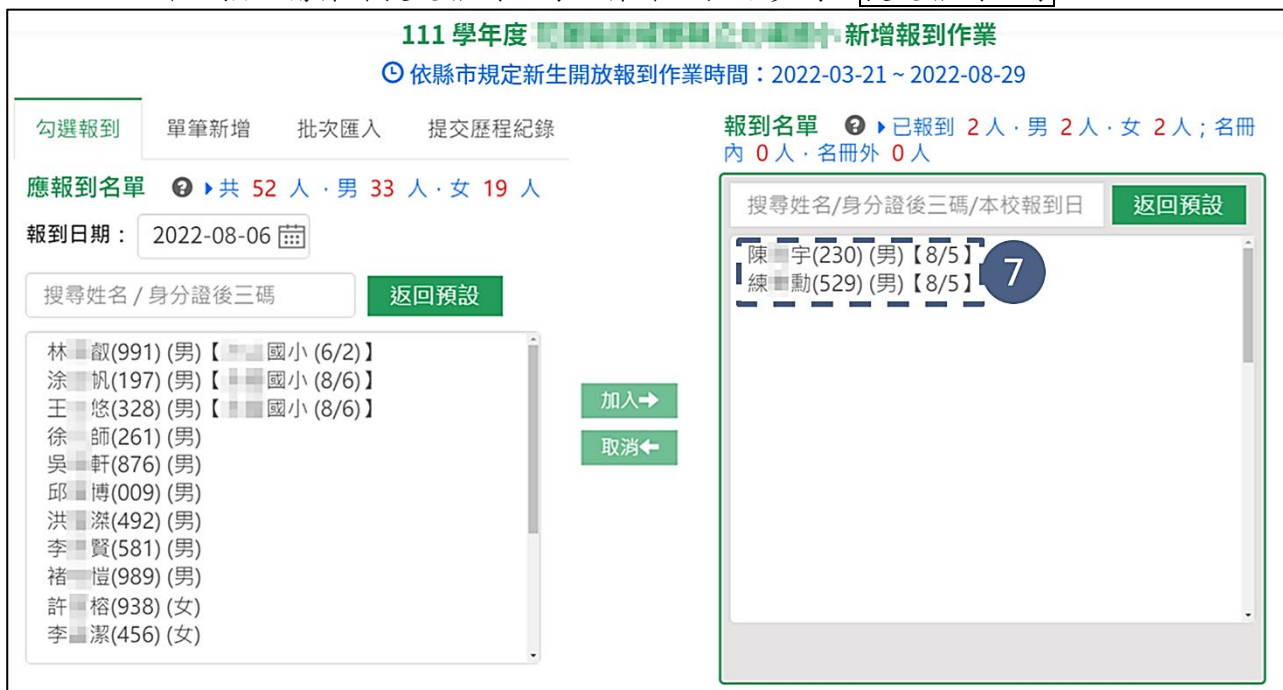 111 學年度 新增報到作業
依縣市規定新生開放報到作業時間：2022-03-21 ~ 2022-08-29
勾選報到 單筆新增 批次匯入 提交歷程紀錄
應報到名單 共 52 人 · 男 33 人 · 女 19 人
報到日期： 2022-08-06
搜尋姓名 / 身分證後三碼 返回預設
林 叡(991) (男)【 國小 (6/2)】
涂 帆(197) (男)【 國小 (8/6)】
王 悠(328) (男)【 國小 (8/6)】
徐 師(261) (男)
吳 軒(876) (男)
邱 博(009) (男)
洪 滐(492) (男)
李 賢(581) (男)
褚 愷(989) (男)
許 榕(938) (女)
李 潔(456) (女)
加入
取消
報到名單 已報到 2 人 · 男 2 人 · 女 2 人 ; 名冊
內 0 人 · 名冊外 0 人
搜尋姓名/身分證後三碼/本校報到日 返回預設
陳 宇(230) (男)【8/5】
練 勳(529) (男)【8/5】
7